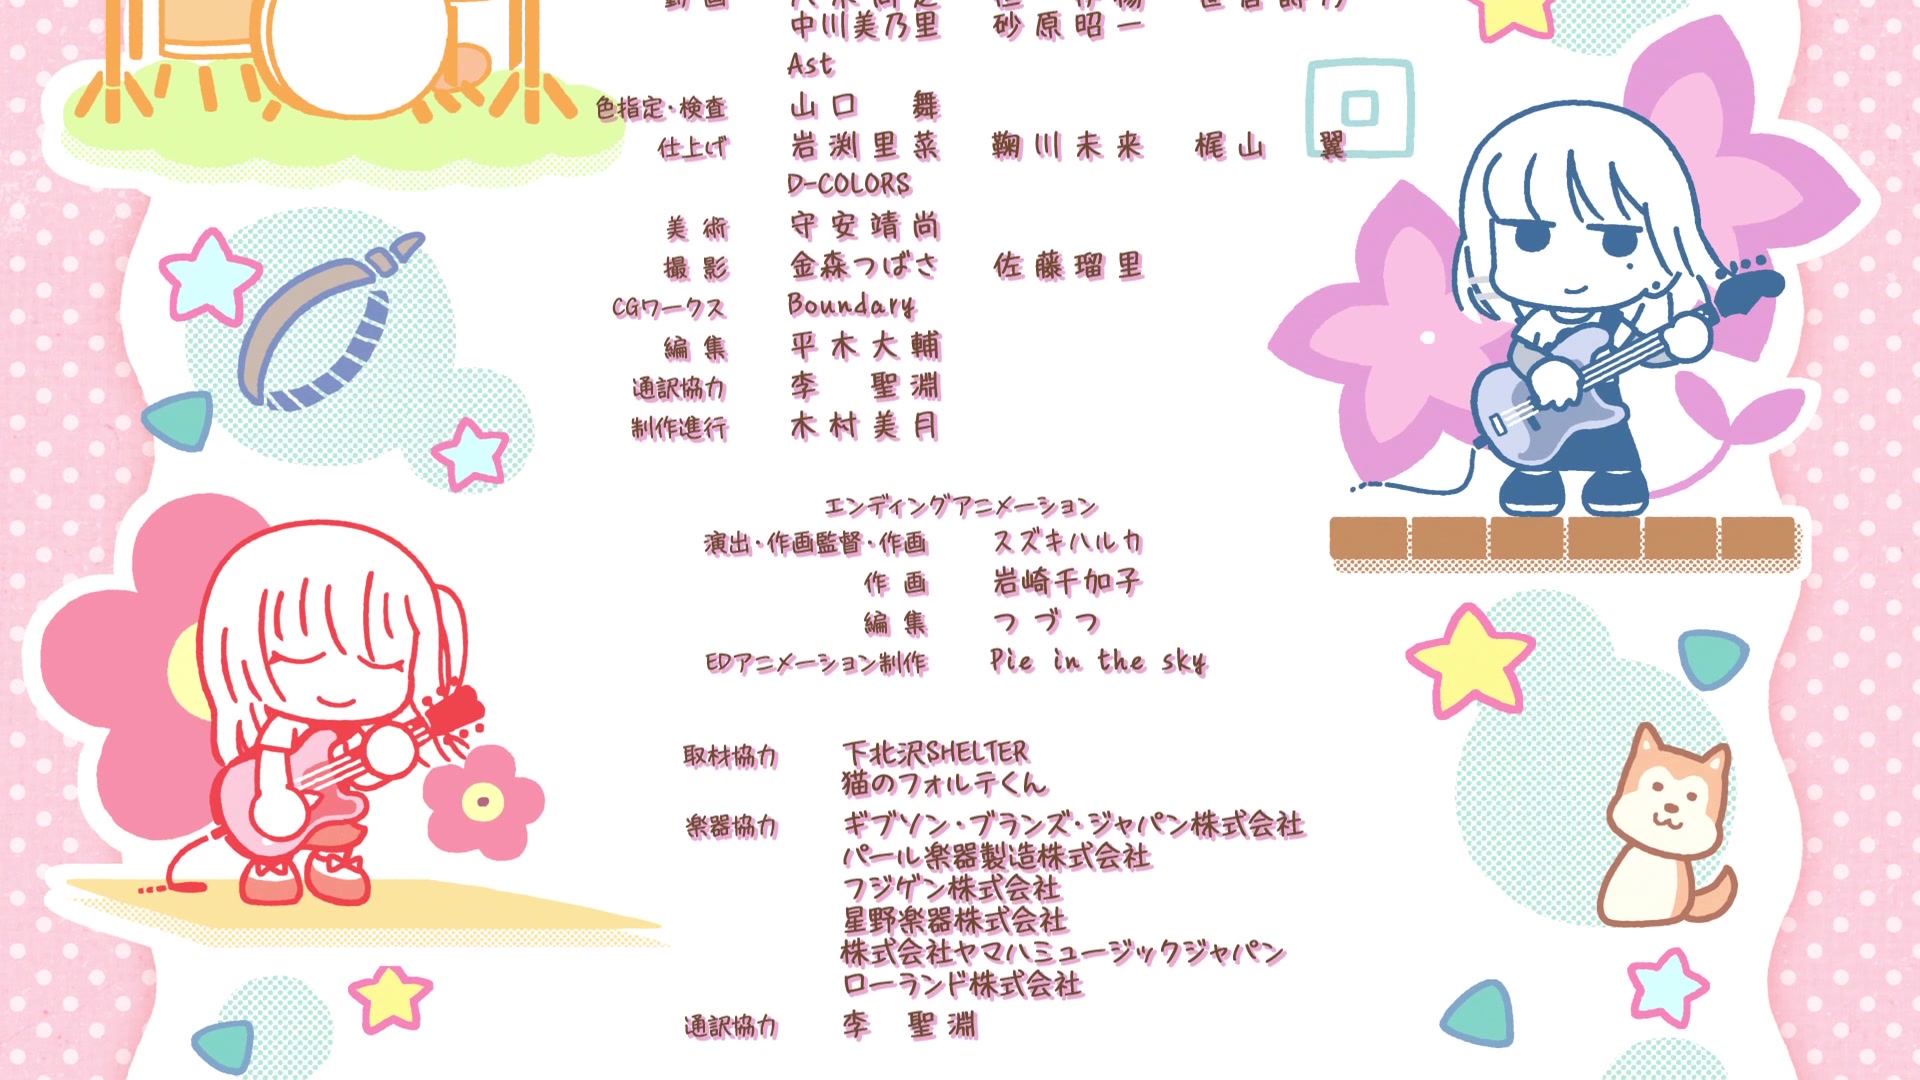 中川美乃里 砂原昭一
Ast
色指定・検査 山口 舞
仕上げ 岩渕里菜 鞠川未来 梶山 翼
D-COLORS
美術 守安靖尚
撮影 金森つばさ 佐藤瑠里
CGワークス Boundary
編集 平木大輔
通訳協力 李 聖淵
制作進行 木村美月
エンディングアニメーション
演出・作画監督・作画 スズキハルカ
作画 岩崎千加子
編集 つづつ
EDアニメーション制作 Pie in the sky
取材協力 下北沢SHELTER
猫のフォルテくん
楽器協力 ギブソン・ブランズ・ジャパン株式会社
パール楽器製造株式会社
フジゲン株式会社
星野楽器株式会社
株式会社ヤマハミュージックジャパン
ローランド株式会社
通訳協力 李 聖淵